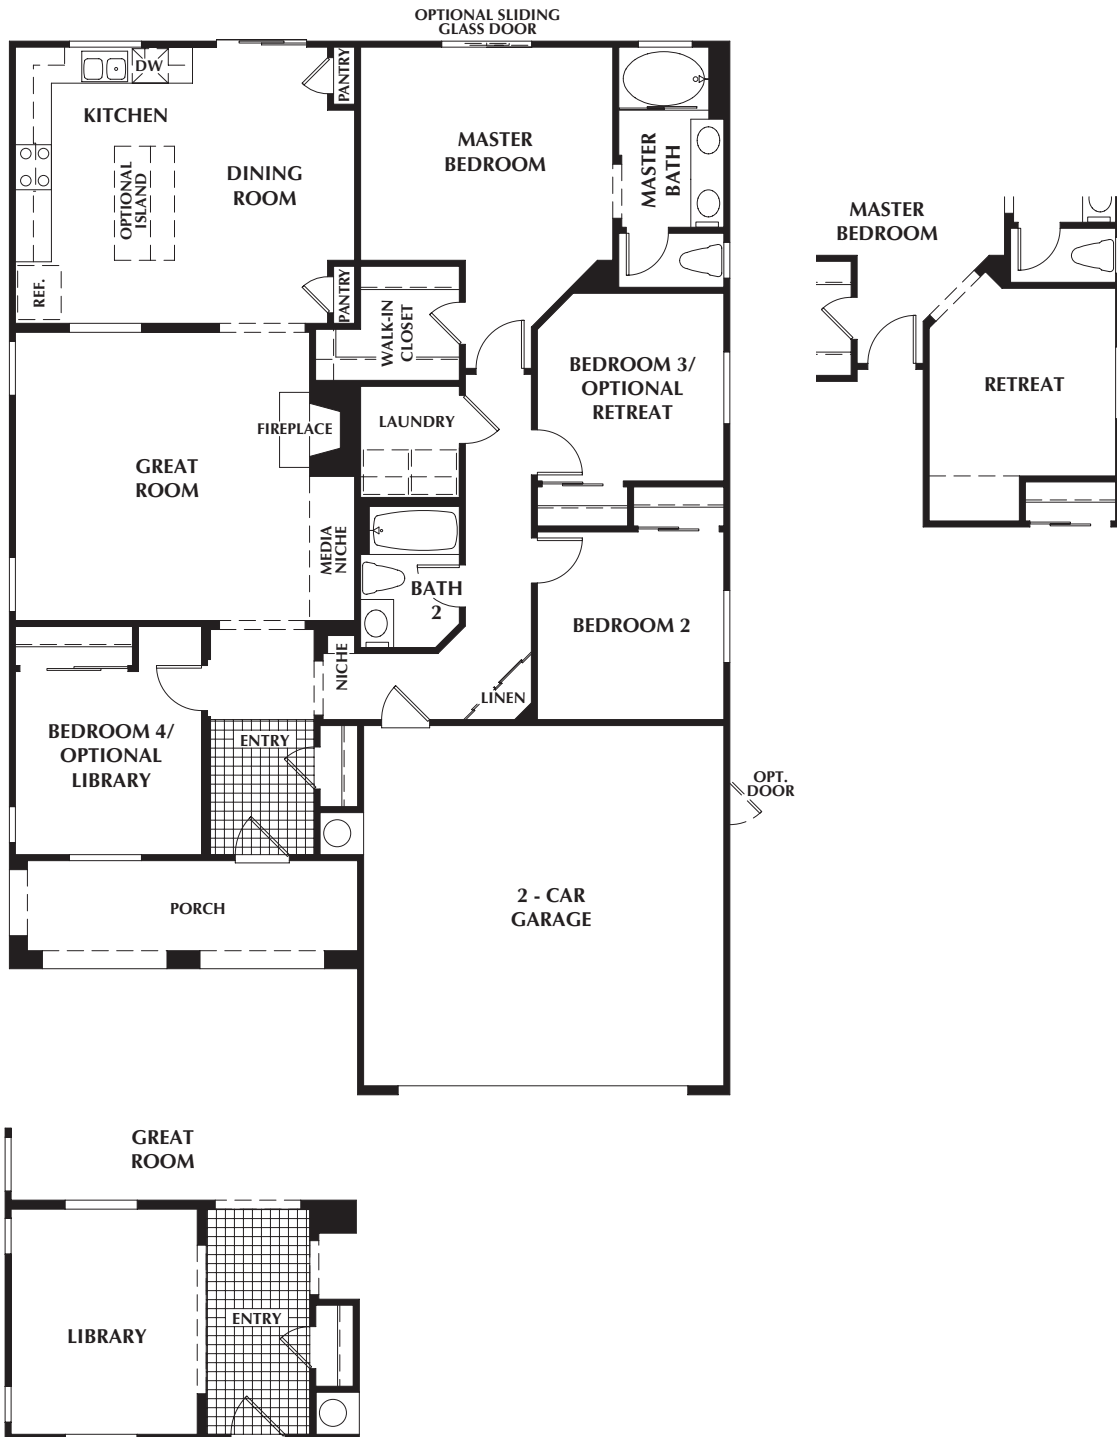 OPTIONAL SLIDING
GLASS DOOR
DW
PANTRY
KITCHEN
MASTER
BEDROOM
MASTER
BATH
OPTIONAL
ISLAND
DINING
ROOM
REF.
PANTRY
WALK-IN
CLOSET
BEDROOM 3/
OPTIONAL
RETREAT
FIREPLACE
LAUNDRY
GREAT
ROOM
MEDIA
NICHE
BATH
2
BEDROOM 2
NICHE
LINEN
BEDROOM 4/
OPTIONAL
LIBRARY
ENTRY
OPT.
DOOR
2 - CAR
GARAGE
PORCH
MASTER
BEDROOM
RETREAT
GREAT
ROOM
LIBRARY
ENTRY